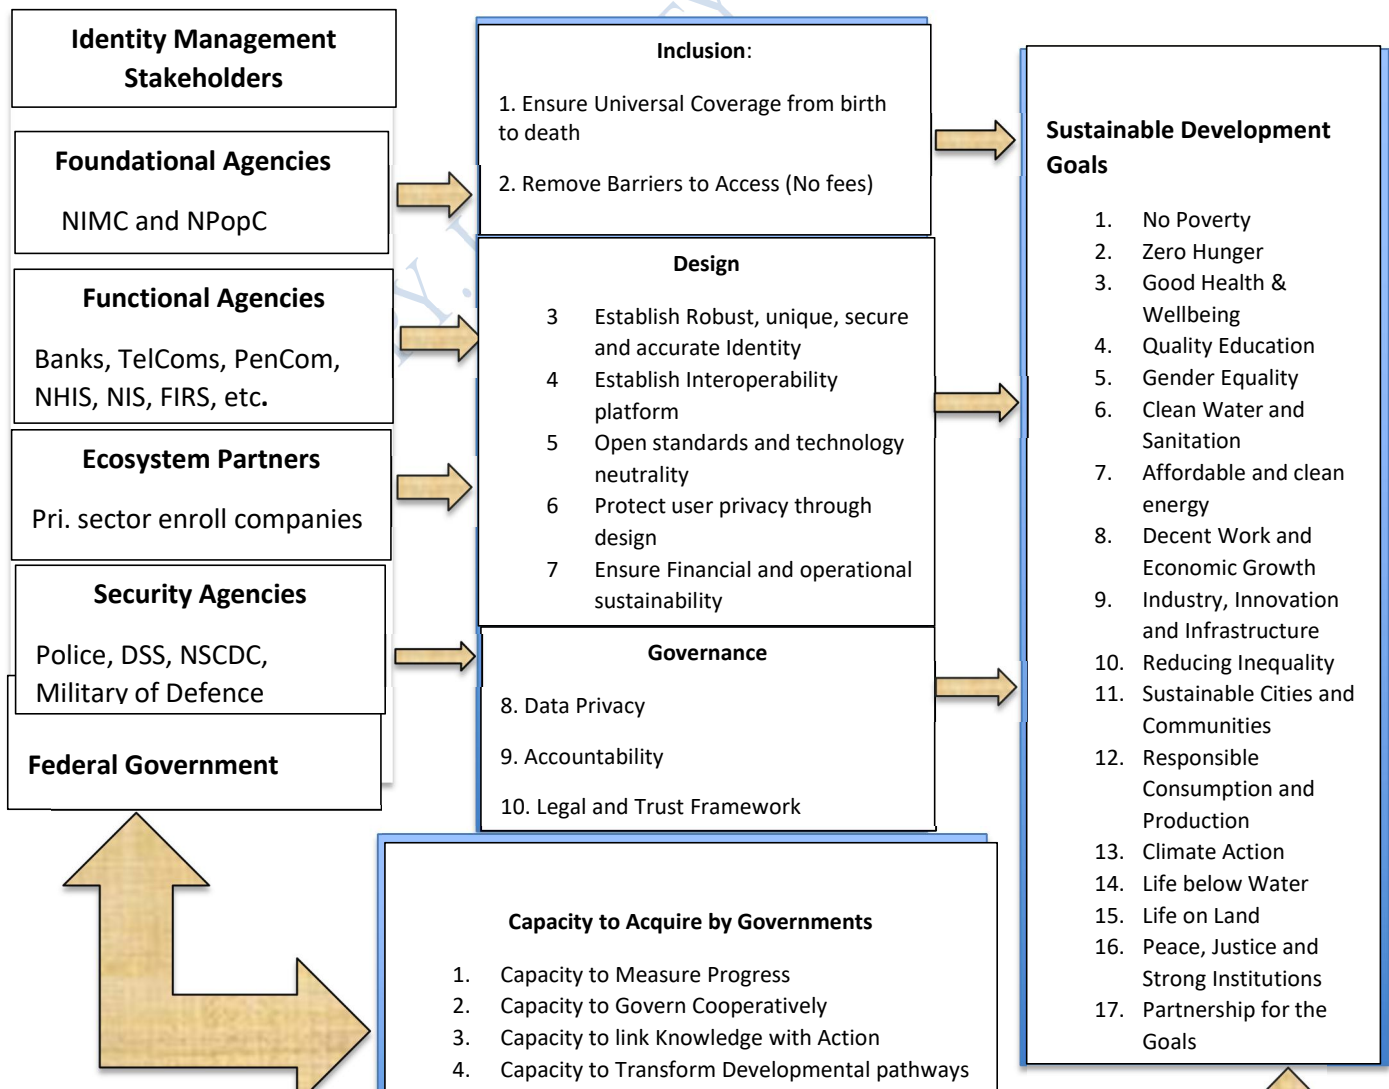 Identity Management
Stakeholders
Foundational Agencies
NIMC and NPopC
Functional Agencies
Banks, TelComs, PenCom,
NHIS, NIS, FIRS, etc.
Ecosystem Partners
Pri. sector enroll companies
Security Agencies
Police, DSS, NSCDC,
Military of Defence
Federal Government
Inclusion:
1. Ensure Universal Coverage from birth
to death
2. Remove Barriers to Access (No fees)
Design
3 Establish Robust, unique, secure
and accurate Identity
4 Establish Interoperability
platform
5 Open standards and technology
neutrality
6 Protect user privacy through
design
7 Ensure Financial and operational
sustainability
Governance
8. Data Privacy
9. Accountability
10. Legal and Trust Framework
Capacity to Acquire by Governments
1. Capacity to Measure Progress
2. Capacity to Govern Cooperatively
3. Capacity to link Knowledge with Action
4. Capacity to Transform Developmental pathways
Sustainable Development
Goals
1. No Poverty
2. Zero Hunger
3. Good Health &
Wellbeing
4. Quality Education
5. Gender Equality
6. Clean Water and
Sanitation
7. Affordable and clean
energy
8. Decent Work and
Economic Growth
9. Industry, Innovation
and Infrastructure
10. Reducing Inequality
11. Sustainable Cities and
Communities
12. Responsible
Consumption and
Production
13. Climate Action
14. Life below Water
15. Life on Land
16. Peace, Justice and
Strong Institutions
17. Partnership for the
Goals